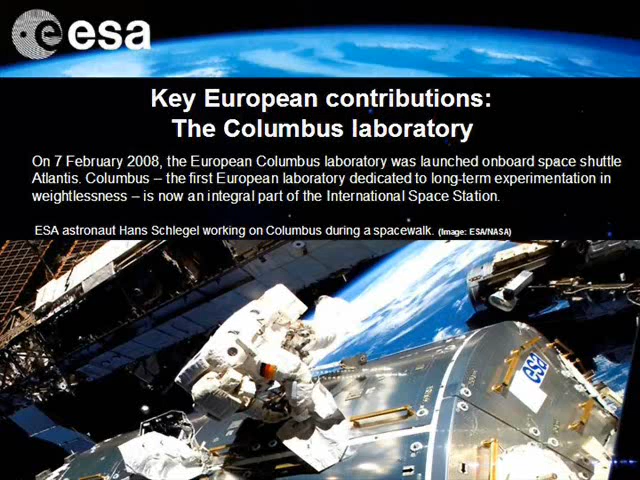 esa
Key European contributions:
The Columbus laboratory
On 7 February 2008, the European Columbus laboratory was launched onboard space shuttle
Atlantis. Columbus – the first European laboratory dedicated to long-term experimentation in
weightlessness – is now an integral part of the International Space Station.
ESA astronaut Hans Schlegel working on Columbus during a spacewalk. (Image: ESA/NASA)
esa